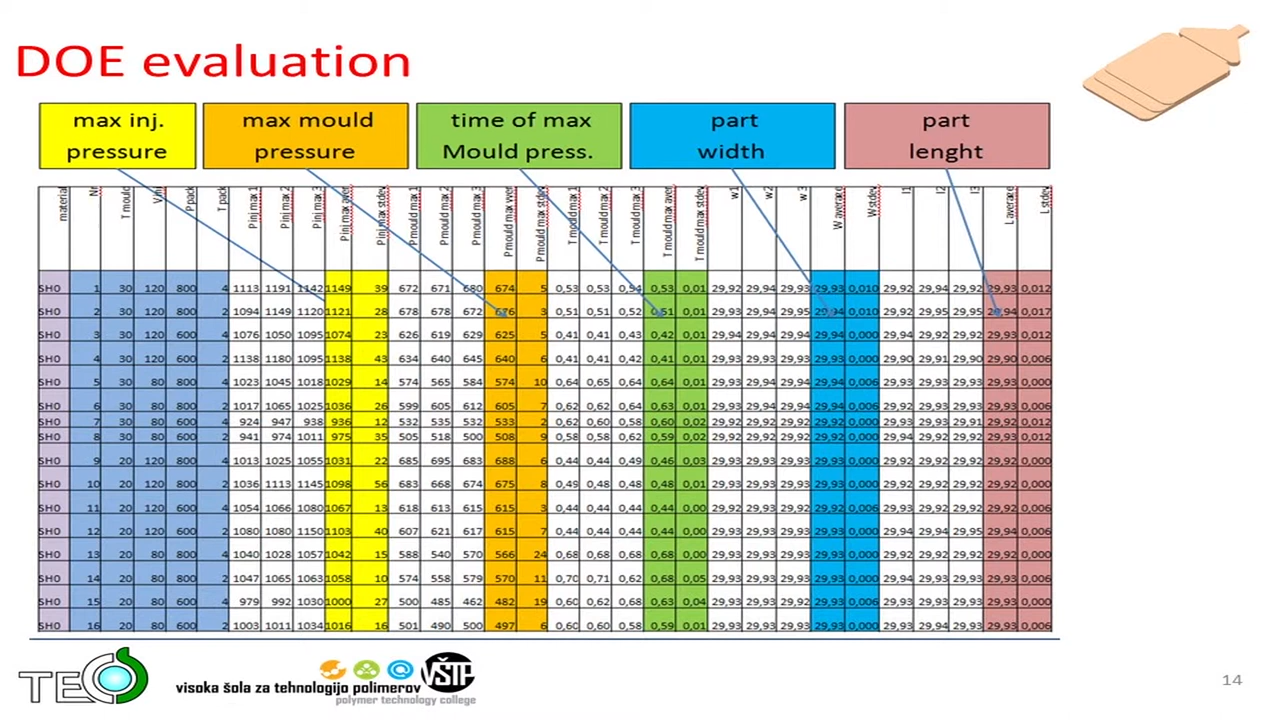 DOE evaluation
max inj.
pressure
max mould
pressure
time of max
Mould press.
part
width
part
lenght
material Nr T mould Vinj P pack T pack P inj max 1 P inj max 2 P inj max 3 P inj max aver P inj max stdev P mould max 1 P mould max 2 P mould max 3 P mould max wer P mould max stdev T mould max 1 T mould max 2 T mould max 3 T mould max aver T mould max stdev w1 w2 w3 W average W stdev l1 l2 l3 L average L stdev
SH0 1 30 120 800 4 1113 1191 1142 1149 39 672 671 680 674 5 0,53 0,53 0,54 0,53 0,01 29,92 29,94 29,93 29,93 0,010 29,92 29,94 29,92 29,93 0,012
SH0 2 30 120 800 2 1094 1149 1120 1121 28 678 678 672 676 3 0,51 0,51 0,52 0,51 0,01 29,93 29,94 29,95 29,94 0,010 29,92 29,95 29,95 29,94 0,017
SH0 3 30 120 600 4 1076 1050 1095 1074 23 626 619 629 625 5 0,41 0,41 0,43 0,42 0,01 29,94 29,94 29,94 29,94 0,000 29,94 29,92 29,92 29,93 0,012
SH0 4 30 120 600 2 1138 1180 1095 1138 43 634 640 645 640 6 0,41 0,41 0,42 0,41 0,01 29,93 29,93 29,93 29,93 0,000 29,90 29,91 29,90 29,90 0,006
SH0 5 30 80 800 4 1023 1045 1018 1029 14 574 565 584 574 10 0,64 0,65 0,64 0,64 0,01 29,93 29,94 29,94 29,94 0,006 29,93 29,93 29,93 29,93 0,000
SH0 6 30 80 800 2 1017 1065 1025 1036 26 599 605 612 605 7 0,62 0,62 0,64 0,63 0,01 29,93 29,94 29,94 29,94 0,006 29,92 29,93 29,93 29,93 0,006
SH0 7 30 80 600 4 924 947 938 936 12 532 535 532 533 2 0,62 0,60 0,58 0,60 0,02 29,92 29,92 29,92 29,92 0,000 29,93 29,93 29,91 29,92 0,012
SH0 8 30 80 600 2 941 974 1011 975 35 505 518 500 508 9 0,58 0,58 0,62 0,59 0,02 29,92 29,92 29,92 29,92 0,000 29,94 29,92 29,92 29,93 0,012
SH0 9 20 120 800 4 1013 1025 1055 1031 22 685 695 683 688 6 0,44 0,44 0,49 0,46 0,03 29,92 29,93 29,93 29,93 0,006 29,92 29,92 29,92 29,92 0,000
SH0 10 20 120 800 2 1036 1113 1145 1098 56 683 668 674 675 8 0,49 0,48 0,48 0,48 0,01 29,93 29,93 29,93 29,93 0,000 29,92 29,92 29,92 29,92 0,000
SH0 11 20 120 600 4 1054 1066 1080 1067 13 618 613 615 615 3 0,44 0,44 0,44 0,44 0,00 29,93 29,93 29,93 29,93 0,000 29,92 29,92 29,93 29,92 0,006
SH0 12 20 120 600 2 1080 1080 1150 1103 40 607 621 617 615 7 0,44 0,44 0,44 0,44 0,00 29,93 29,93 29,93 29,93 0,000 29,94 29,94 29,95 29,94 0,006
SH0 13 20 80 800 4 1040 1028 1057 1042 15 588 540 570 566 24 0,68 0,68 0,68 0,68 0,00 29,93 29,93 29,93 29,93 0,000 29,92 29,92 29,92 29,92 0,000
SH0 14 20 80 800 2 1047 1065 1063 1058 10 574 558 579 570 11 0,70 0,71 0,62 0,68 0,05 29,93 29,93 29,93 29,93 0,000 29,94 29,93 29,93 29,93 0,006
SH0 15 20 80 600 4 979 992 1030 1000 27 500 485 462 482 19 0,60 0,62 0,68 0,63 0,04 29,93 29,93 29,92 29,93 0,006 29,93 29,93 29,93 29,93 0,000
SH0 16 20 80 600 2 1003 1011 1034 1016 16 501 490 500 497 6 0,60 0,60 0,58 0,59 0,01 29,93 29,93 29,93 29,93 0,000 29,93 29,94 29,93 29,93 0,006
TECOS
visoka šola za tehnologijo polimerov
polymer technology college
VŠTP
14